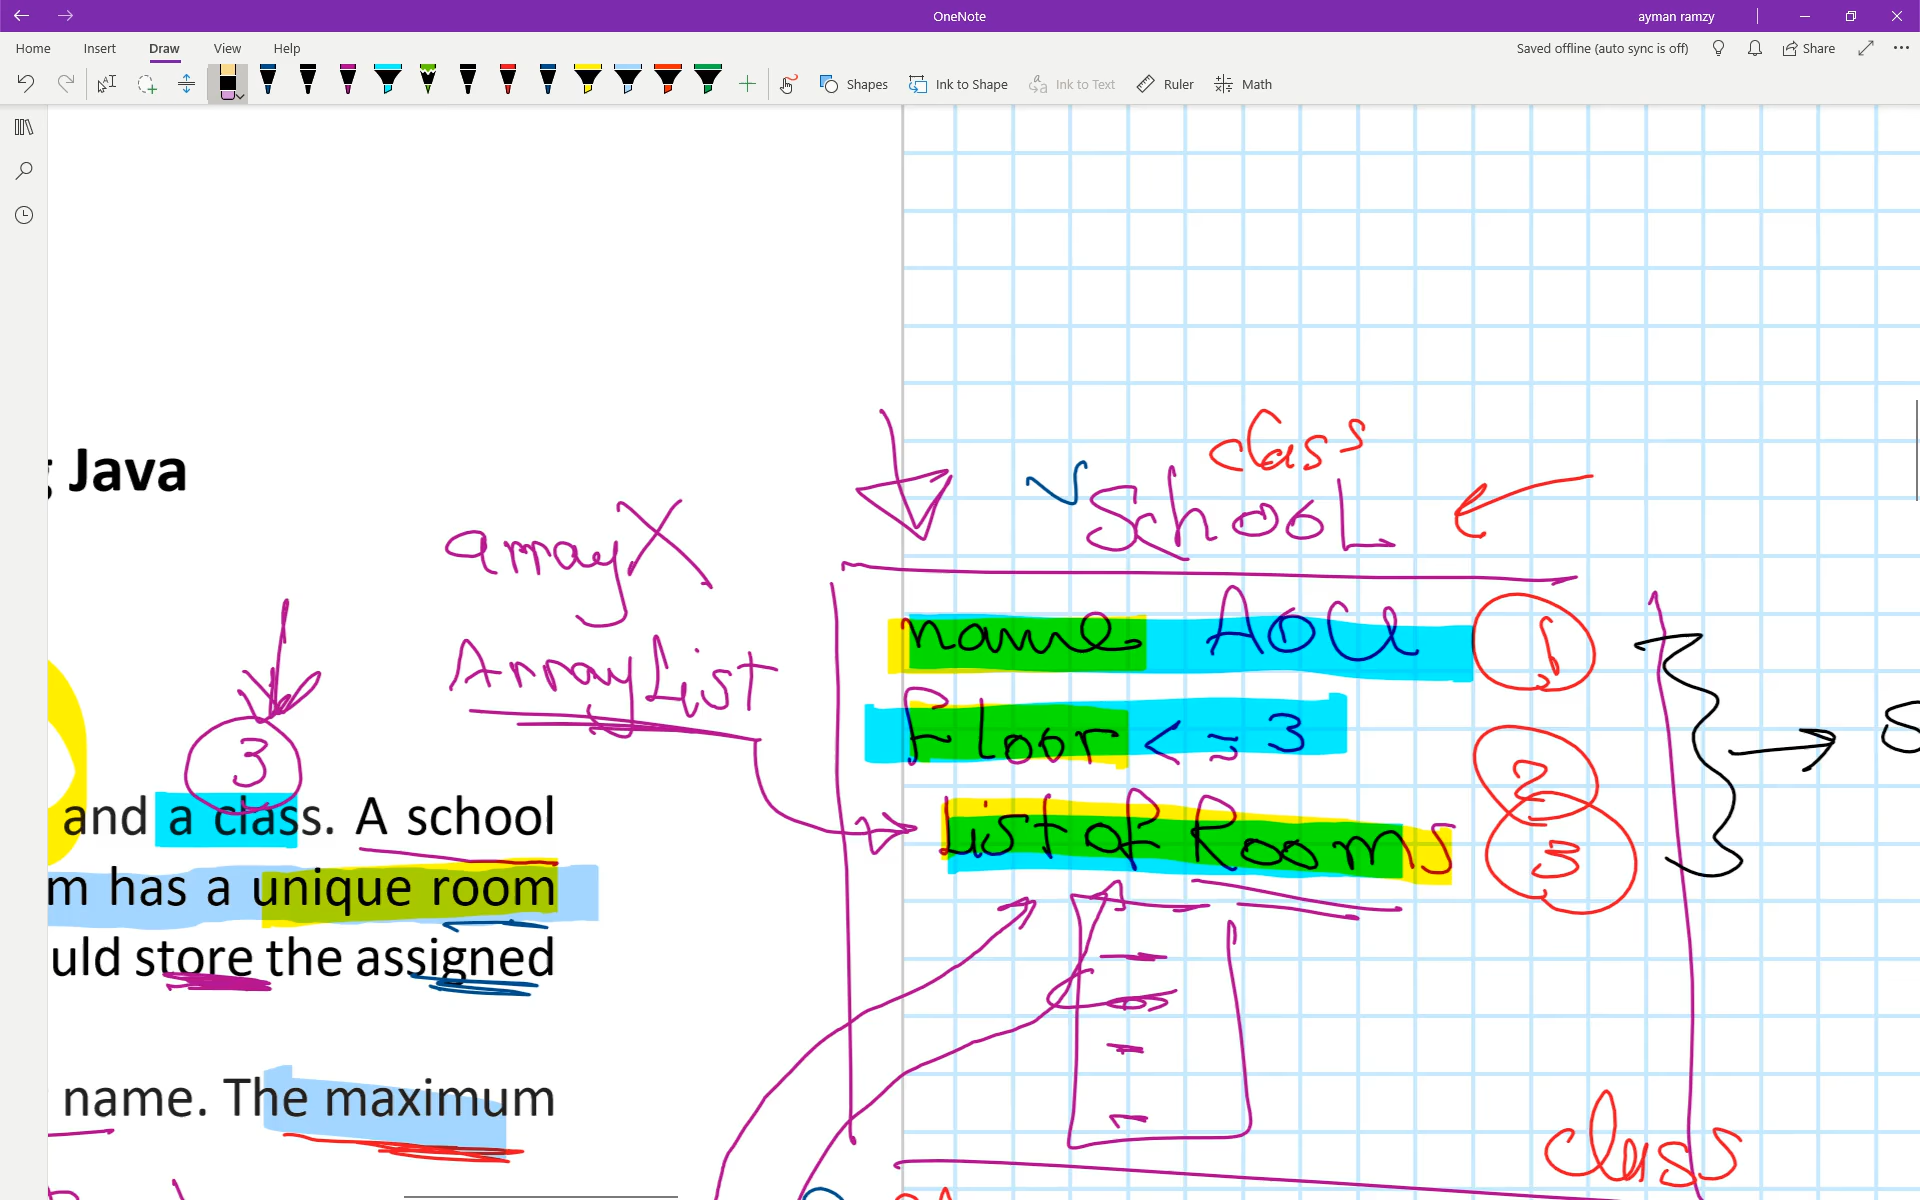 OneNote
ayman ramzy
Home Insert Draw View Help
Saved offline (auto sync is off) Share
Shapes Ink to Shape Ink to Text Ruler Math
class
School
Java
array X
ArrayList
name AOU 1
Floor <= 3 2
List of Rooms 3
3
and a class. A school
m has a unique room
uld store the assigned
name. The maximum
class